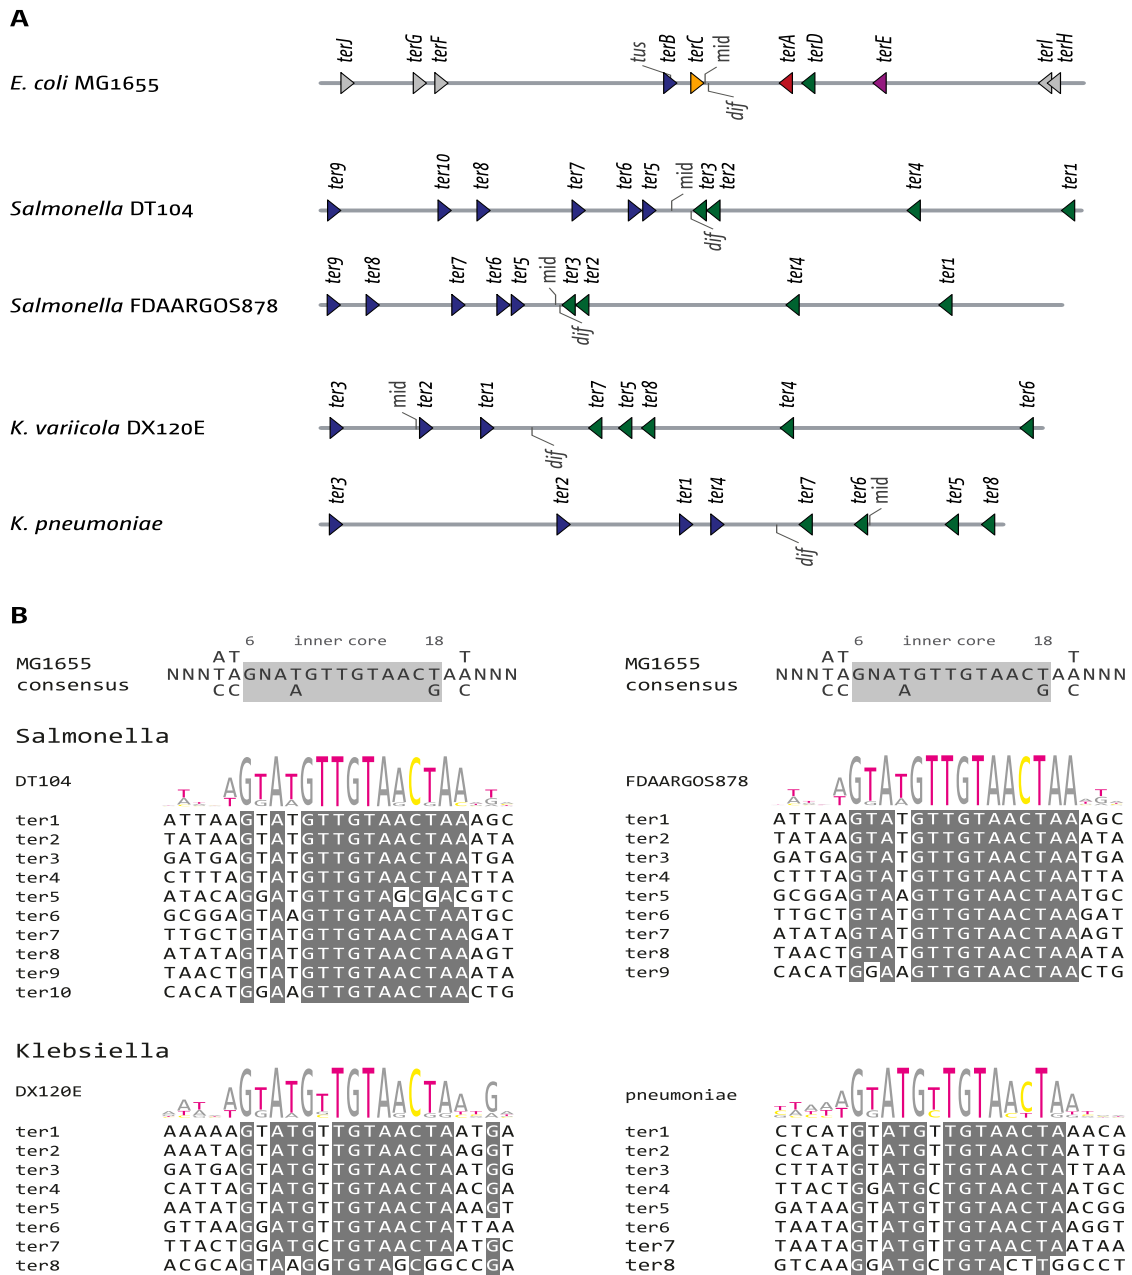 A
terJ terG terF tus terB terC mid terA terD terE terI terH
E. coli MG1655
dif
ter9 ter10 ter8 ter7 ter6 ter5 mid ter3 ter2 ter4 ter1
Salmonella DT104
dif
ter9 ter8 ter7 ter6 ter5 mid ter3 ter2 ter4 ter1
Salmonella FDAARGOS878
dif
ter3 mid ter2 ter1 ter7 ter5 ter8 ter4 ter6
K. variicola DX120E
dif
ter3 ter2 ter1 ter4 ter7 ter6 mid ter5 ter8
K. pneumoniae
dif
B
6 inner core 18
AT T
MG1655 consensus NNNTAGNATGTTGTAACTAANNN
CC A G C
6 inner core 18
AT T
MG1655 consensus NNNTAGNATGTTGTAACTAANNN
CC A G C
Salmonella
DT104
ter1 ATTAAGTATGTTGTAACTAAAGC
ter2 TATAAGTATGTTGTAACTAAATA
ter3 GATGAGTATGTTGTAACTAATGA
ter4 CTTTAGTATGTTGTAACTAATTA
ter5 ATACAGGATGTTGTAGCGACGTC
ter6 GCGGAGTAAGTTGTAACTAATGC
ter7 TTGCTGTATGTTGTAACTAAGAT
ter8 ATATAGTATGTTGTAACTAAAGT
ter9 TAACTGTATGTTGTAACTAAATA
ter10 CACATGGAAGTTGTAACTAACTG
FDAARGOS878
ter1 ATTAAGTATGTTGTAACTAAAGC
ter2 TATAAGTATGTTGTAACTAAATA
ter3 GATGAGTATGTTGTAACTAATGA
ter4 CTTTAGTATGTTGTAACTAATTA
ter5 GCGGAGTAAGTTGTAACTAATGC
ter6 TTGCTGTATGTTGTAACTAAGAT
ter7 ATATAGTATGTTGTAACTAAAGT
ter8 TAACTGTATGTTGTAACTAAATA
ter9 CACATGGAAGTTGTAACTAACTG
Klebsiella
DX120E
ter1 AAAAAGTATGTTGTAACTAATGA
ter2 AAATAGTATGTTGTAACTAAGGT
ter3 GATGAGTATGTTGTAACTAATGG
ter4 CATTAGTATGTTGTAACTAACGA
ter5 AATATGTATGTTGTAACTAAAGT
ter6 GTTAAGGATGTTGTAACTATTAA
ter7 TTACTGGATGCTGTAACTAATGC
ter8 ACGCAGTAAGGTGTAGCGGCCGA
pneumoniae
ter1 CTCATGTATGTTGTAACTAAACA
ter2 CCATAGTATGTTGTAACTAATTG
ter3 CTTATGTATGTTGTAACTATTAA
ter4 TTACTGGATGCTGTAACTAATGC
ter5 GATAAGTATGTTGTAACTAACGG
ter6 TAATAGTATGTTGTAACTAAGGT
ter7 TAATAGTATGTTGTAACTAATAA
ter8 GTCAAGGATGCTGTACTTGGCCT